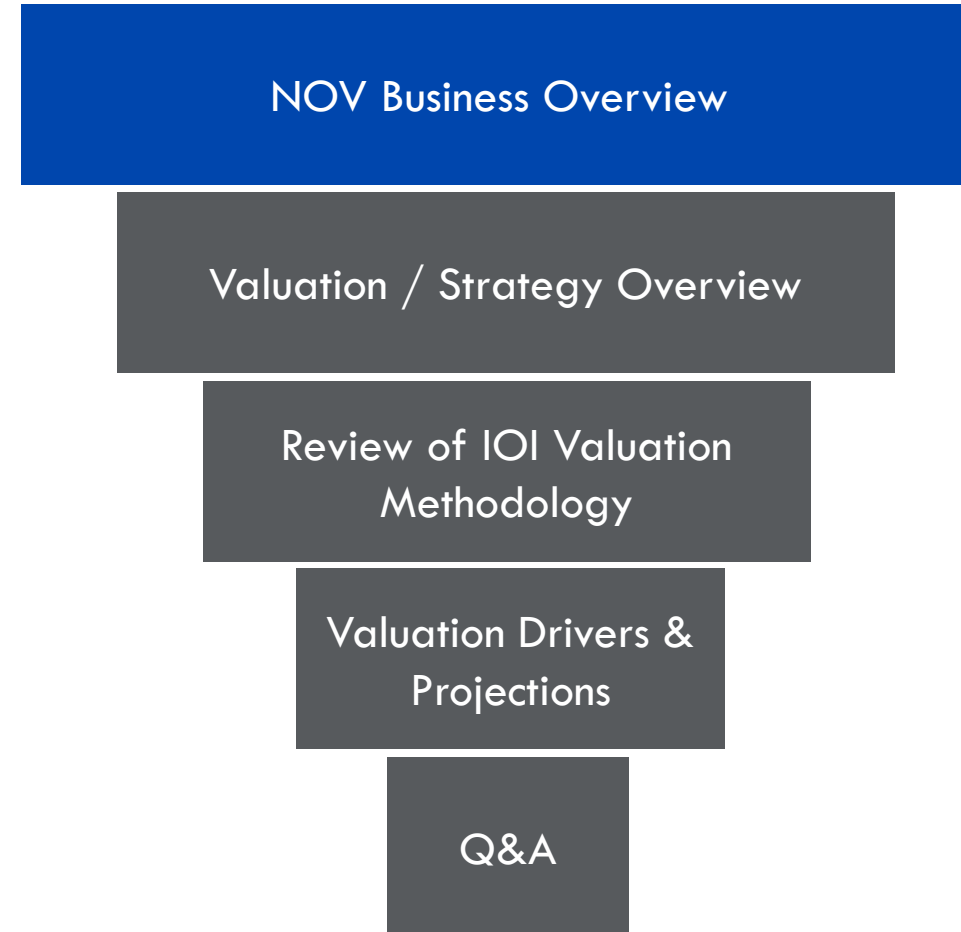 NOV Business Overview
Valuation / Strategy Overview
Review of IOI Valuation
Methodology
Valuation Drivers &
Projections
Q&A